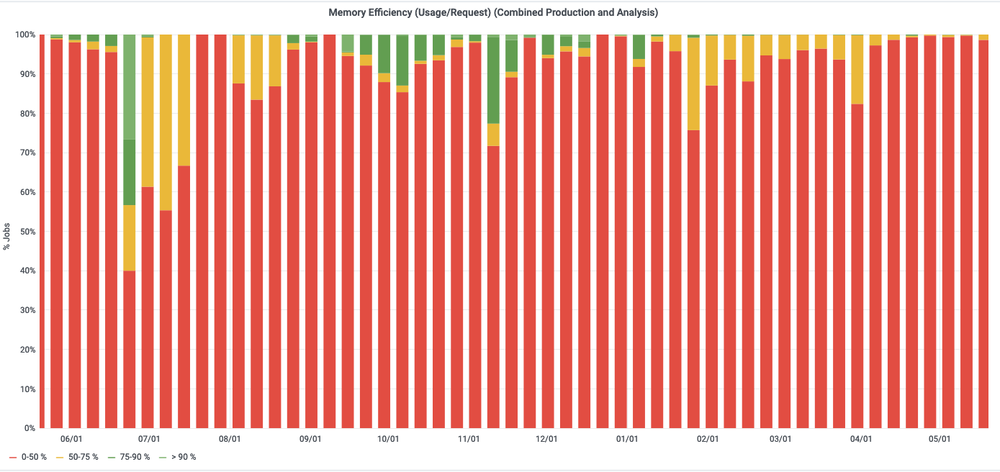 Memory Efficiency (Usage/Request) (Combined Production and Analysis)
100%
90%
80%
70%
60%
50%
40%
30%
20%
10%
0%
% Jobs
06/01 07/01 08/01 09/01 10/01 11/01 12/01 01/01 02/01 03/01 04/01 05/01
0-50 % 50-75 % 75-90 % > 90 %